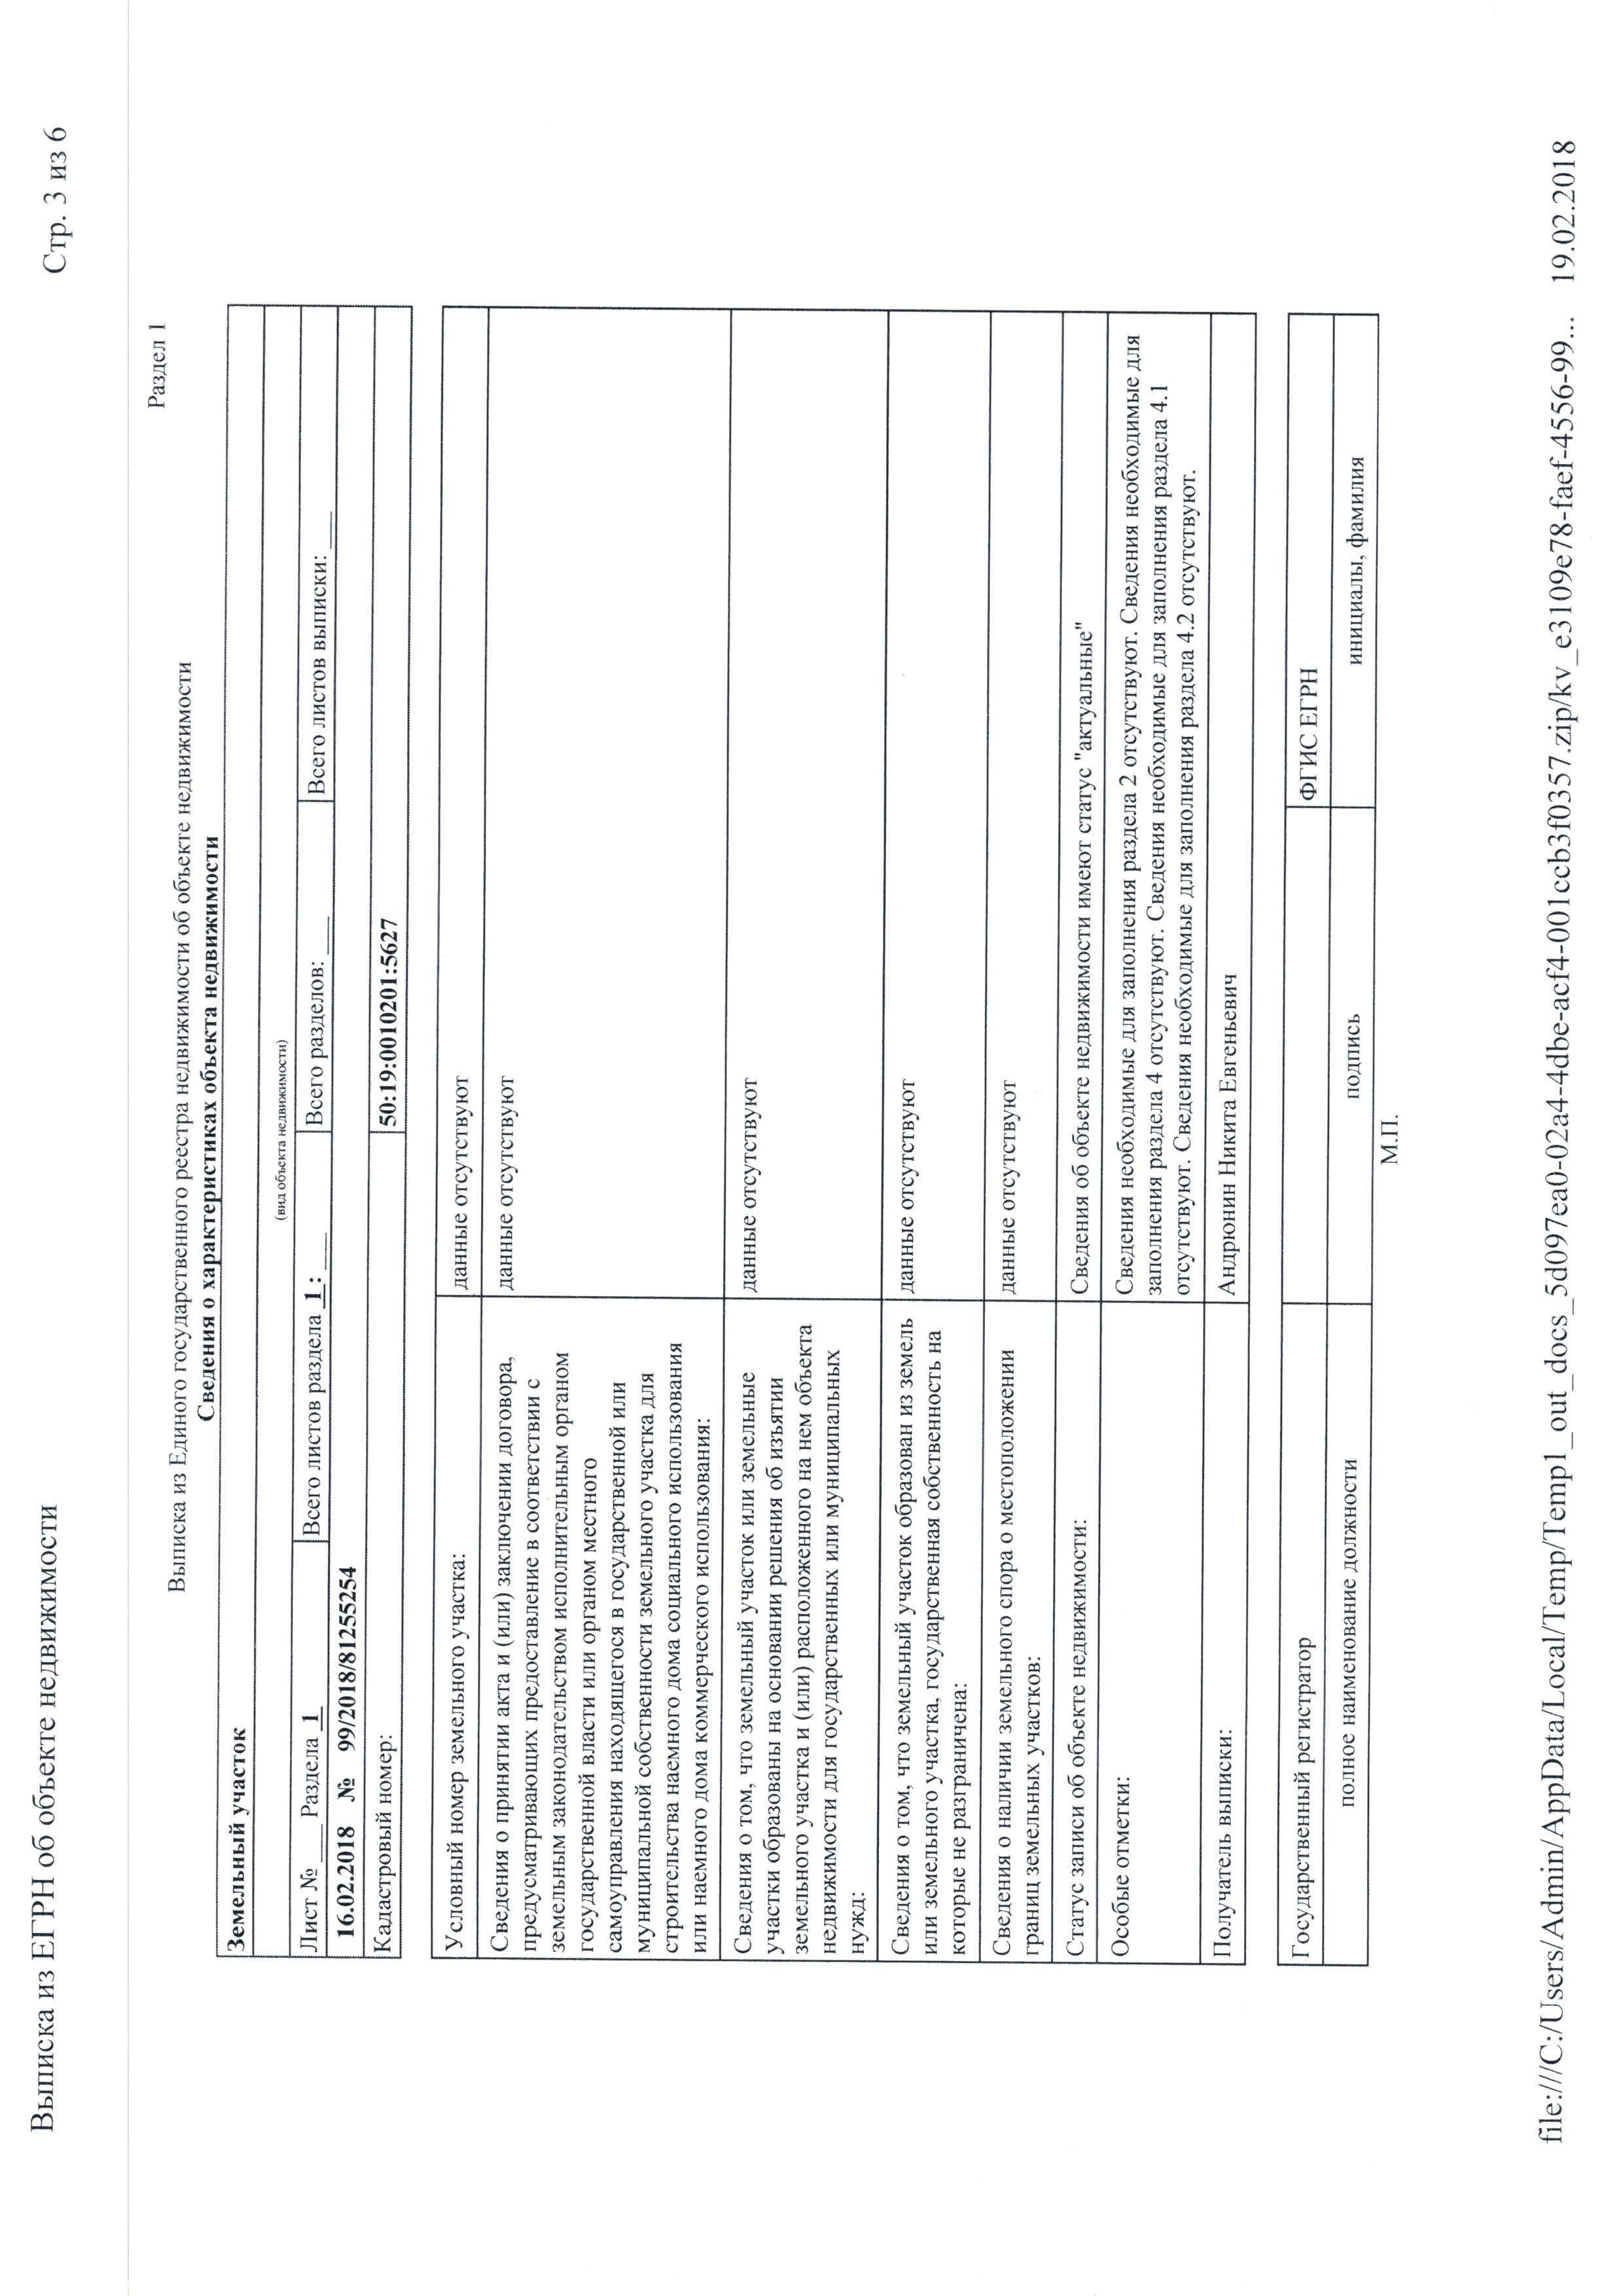 Выписка из ЕГРН об объекте недвижимости Стр. 3 из 6
Раздел 1
Выписка из Единого государственного реестра недвижимости об объекте недвижимости
Сведения о характеристиках объекта недвижимости
Земельный участок
(вид объекта недвижимости)
Лист № ___ Раздела 1 Всего листов раздела 1 : ___ Всего разделов: ___ Всего листов выписки: ___
16.02.2018 № 99/2018/81255254
Кадастровый номер: 50:19:0010201:5627
Условный номер земельного участка: данные отсутствуют
Сведения о принятии акта и (или) заключении договора, данные отсутствуют
предусматривающих предоставление в соответствии с
земельным законодательством исполнительным органом
государственной власти или органом местного
самоуправления находящегося в государственной или
муниципальной собственности земельного участка для
строительства наемного дома социального использования
или наемного дома коммерческого использования:
Сведения о том, что земельный участок или земельные данные отсутствуют
участки образованы на основании решения об изъятии
земельного участка и (или) расположенного на нем объекта
недвижимости для государственных или муниципальных
нужд:
Сведения о том, что земельный участок образован из земель данные отсутствуют
или земельного участка, государственная собственность на
которые не разграничена:
Сведения о наличии земельного спора о местоположении данные отсутствуют
границ земельных участков:
Статус записи об объекте недвижимости: Сведения об объекте недвижимости имеют статус "актуальные"
Особые отметки: Сведения необходимые для заполнения раздела 2 отсутствуют. Сведения необходимые для
заполнения раздела 4 отсутствуют. Сведения необходимые для заполнения раздела 4.1
отсутствуют. Сведения необходимые для заполнения раздела 4.2 отсутствуют.
Получатель выписки: Андрюнин Никита Евгеньевич
Государственный регистратор ФГИС ЕГРН
полное наименование должности подпись инициалы, фамилия
М.П.
file:///C:/Users/Admin/AppData/Local/Temp/Temp1_out_docs_5d097ea0-02a4-4dbe-acf4-001ccb3f0357.zip/kv_e3109e78-faef-4556-99... 19.02.2018